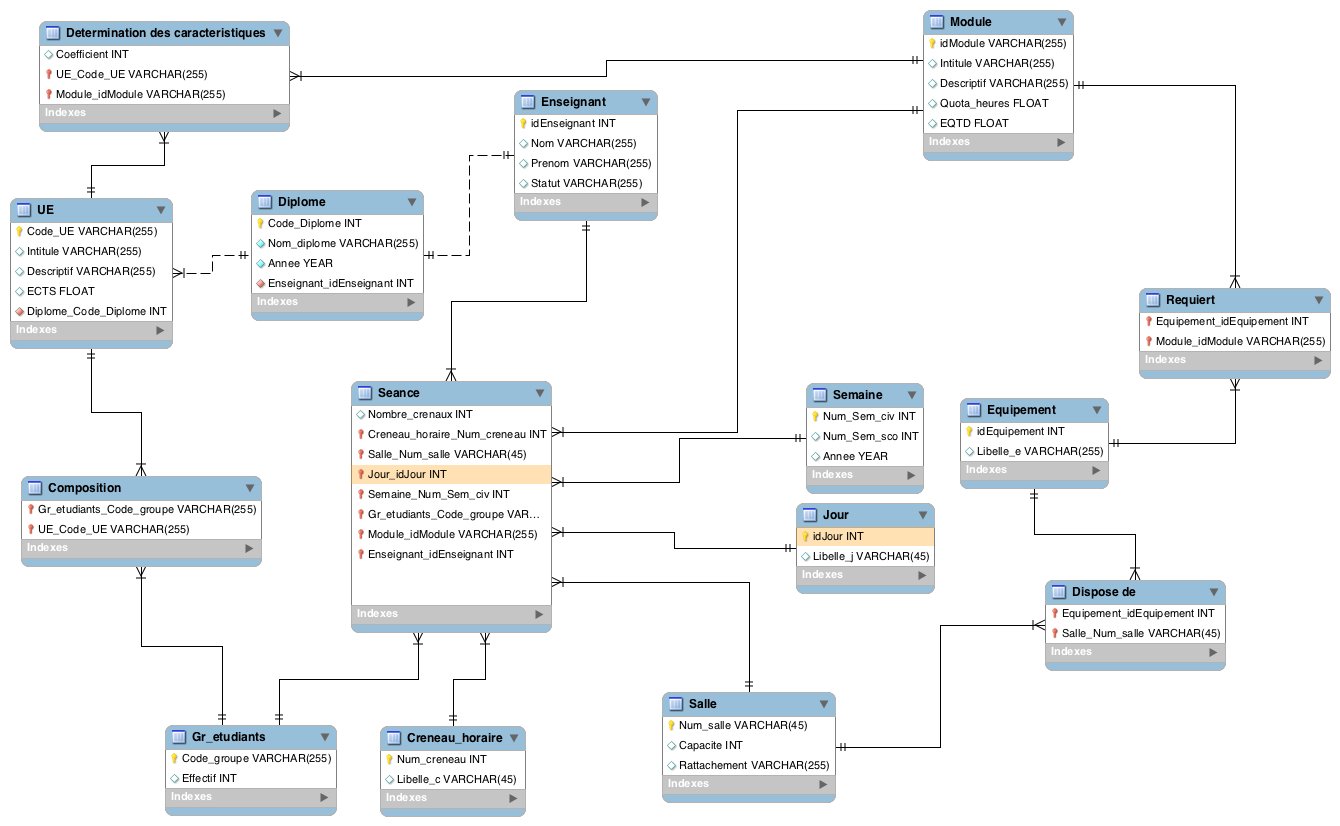 Determination des caracteristiques
Coefficient INT
UE_Code_UE VARCHAR(255)
Module_idModule VARCHAR(255)
Indexes
Module
idModule VARCHAR(255)
Intitule VARCHAR(255)
Descriptif VARCHAR(255)
Quota_heures FLOAT
EQTD FLOAT
Indexes
Enseignant
idEnseignant INT
Nom VARCHAR(255)
Prenom VARCHAR(255)
Statut VARCHAR(255)
Indexes
UE
Code_UE VARCHAR(255)
Intitule VARCHAR(255)
Descriptif VARCHAR(255)
ECTS FLOAT
Diplome_Code_Diplome INT
Indexes
Diplome
Code_Diplome INT
Nom_diplome VARCHAR(255)
Annee YEAR
Enseignant_idEnseignant INT
Indexes
Requiert
Equipement_idEquipement INT
Module_idModule VARCHAR(255)
Indexes
Seance
Nombre_crenaux INT
Creneau_horaire_Num_creneau INT
Salle_Num_salle VARCHAR(45)
Jour_idJour INT
Semaine_Num_Sem_civ INT
Gr_etudiants_Code_groupe VAR...
Module_idModule VARCHAR(255)
Enseignant_idEnseignant INT
Indexes
Semaine
Num_Sem_civ INT
Num_Sem_sco INT
Annee YEAR
Indexes
Equipement
idEquipement INT
Libelle_e VARCHAR(255)
Indexes
Composition
Gr_etudiants_Code_groupe VARCHAR(255)
UE_Code_UE VARCHAR(255)
Indexes
Jour
idJour INT
Libelle_j VARCHAR(45)
Indexes
Dispose de
Equipement_idEquipement INT
Salle_Num_salle VARCHAR(45)
Indexes
Gr_etudiants
Code_groupe VARCHAR(255)
Effectif INT
Indexes
Creneau_horaire
Num_creneau INT
Libelle_c VARCHAR(45)
Indexes
Salle
Num_salle VARCHAR(45)
Capacite INT
Rattachement VARCHAR(255)
Indexes